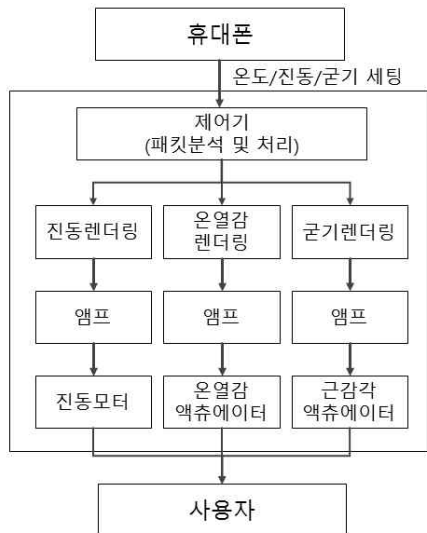 휴대폰
온도/진동/굳기 세팅
제어기
(패킷분석 및 처리)
진동렌더링
온열감
렌더링
굳기렌더링
앰프
앰프
앰프
진동모터
온열감
액츄에이터
근감각
액츄에이터
사용자